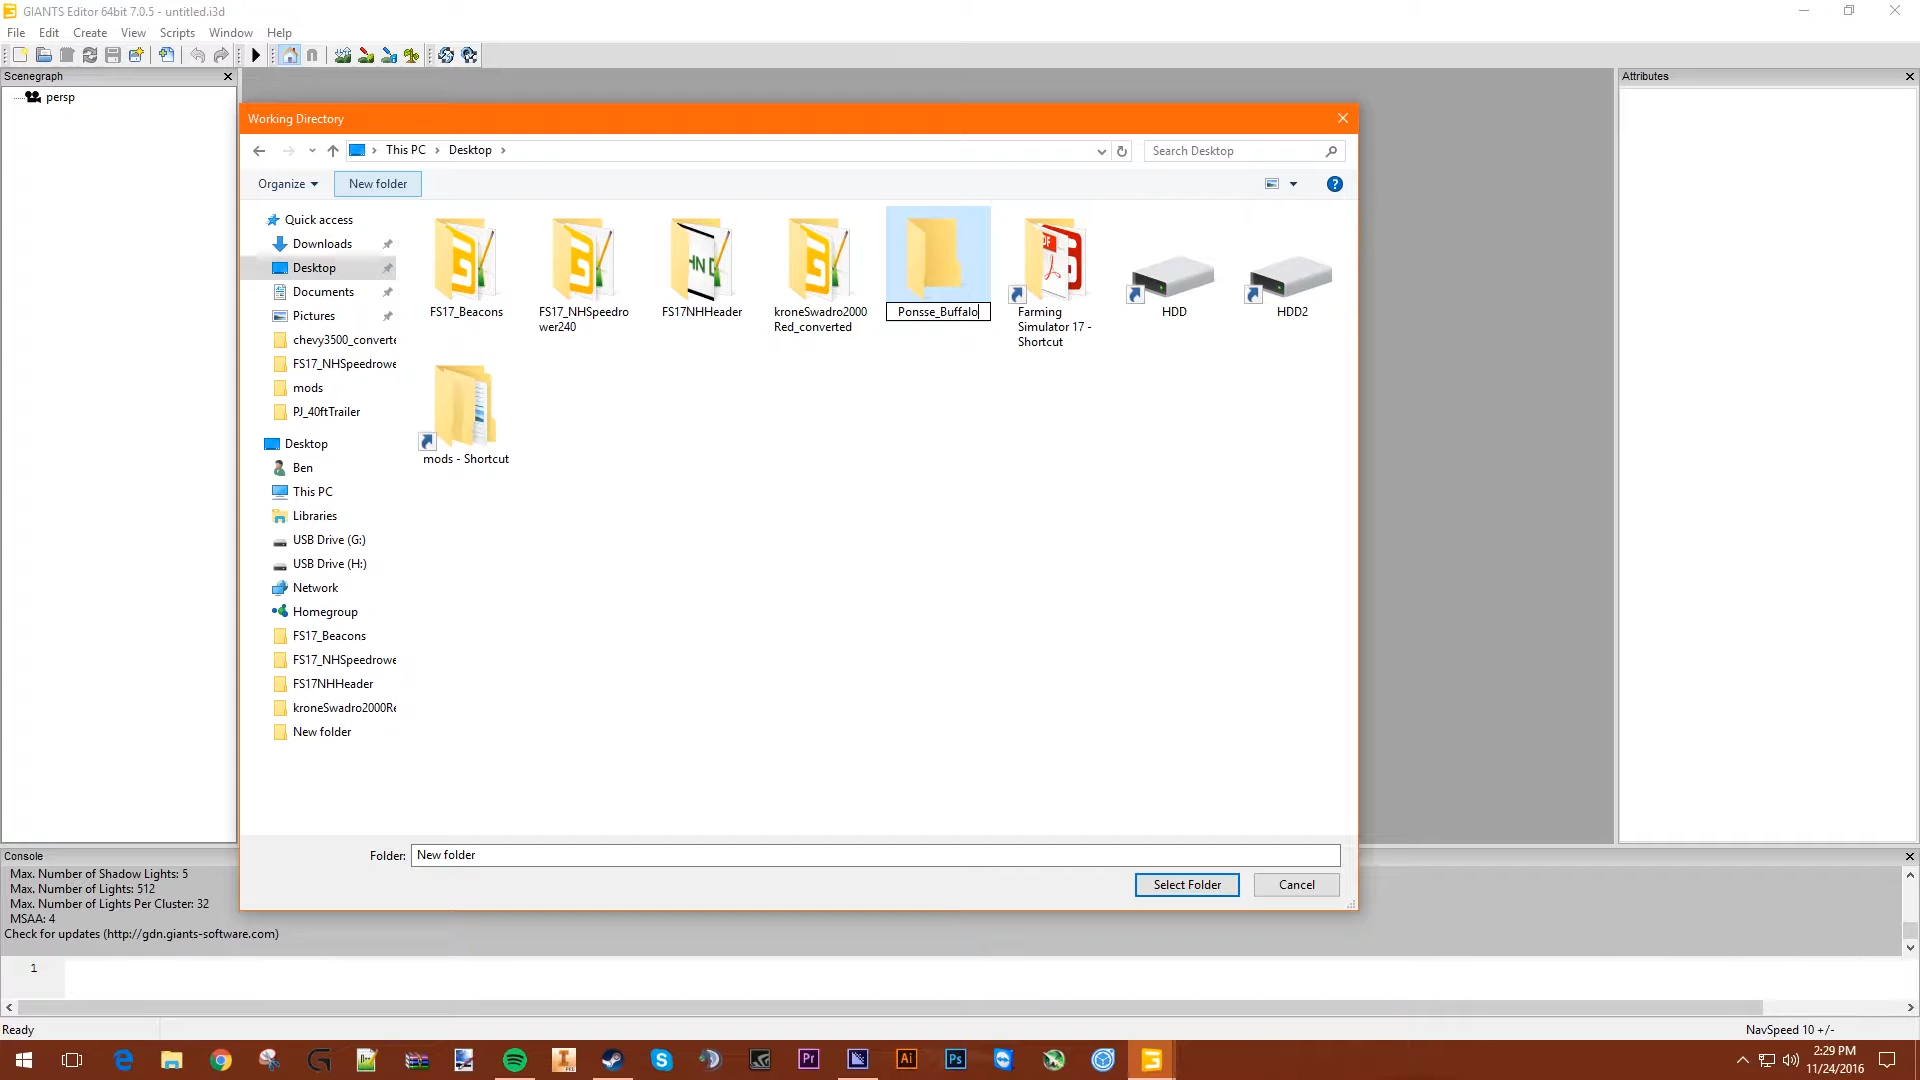 GIANTS Editor 64bit 7.0.5 - untitled.i3d
File Edit Create View Scripts Window Help
Scenegraph
persp
Attributes
Working Directory
This PC Desktop
Search Desktop
Organize
New folder
Quick access
Downloads
Desktop
Documents
Pictures
chevy3500_converte
FS17_NHSpeedrowe
mods
PJ_40ftTrailer
Desktop
Ben
This PC
Libraries
USB Drive (G:)
USB Drive (H:)
Network
Homegroup
FS17_Beacons
FS17_NHSpeedrowe
FS17NHHeader
kroneSwadro2000Re
New folder
FS17_Beacons
FS17_NHSpeedro
wer240
FS17NHHeader
kroneSwadro2000
Red_converted
Ponsse_Buffalo
Farming
Simulator 17 -
Shortcut
HDD
HDD2
mods - Shortcut
Folder: New folder
Select Folder
Cancel
Console
Max. Number of Shadow Lights: 5
Max. Number of Lights: 512
Max. Number of Lights Per Cluster: 32
MSAA: 4
Check for updates (http://gdn.giants-software.com)
1
Ready
NavSpeed 10 +/-
Pr
Ai
Ps
2:29 PM
11/24/2016